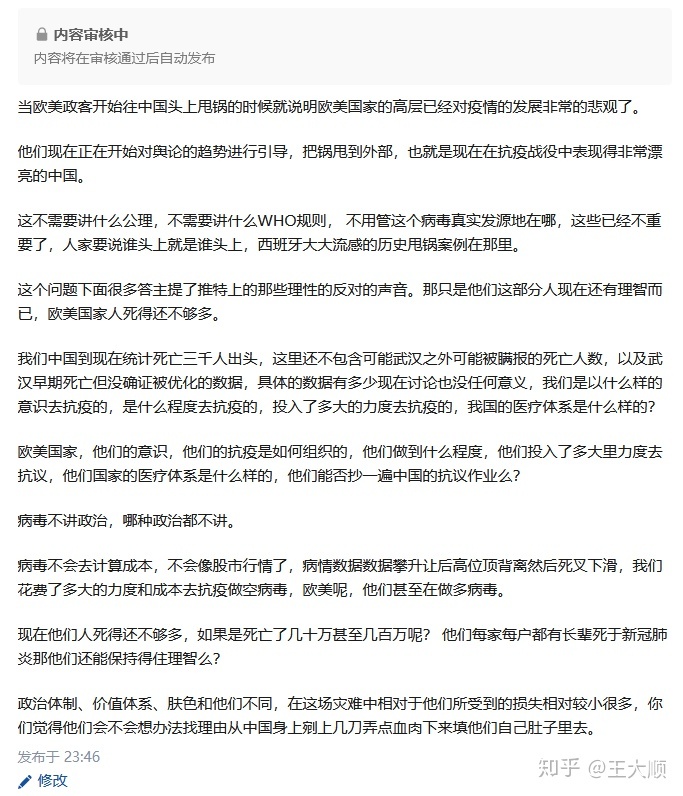 内容审核中
内容将在审核通过后自动发布
当欧美政客开始往中国头上甩锅的时候就说明欧美国家的高层已经对疫情的发展非常的悲观了。
他们现在正在开始对舆论的趋势进行引导，把锅甩到外部，也就是现在在抗疫战役中表现得非常漂
亮的中国。
这不需要讲什么公理，不需要讲什么WHO规则， 不用管这个病毒真实发源地在哪，这些已经不重
要了，人家要说谁头上就是谁头上，西班牙大大流感的历史甩锅案例在那里。
这个问题下面很多答主提了推特上的那些理性的反对的声音。那只是他们这部分人现在还有理智而
已，欧美国家人死得还不够多。
我们中国到现在统计死亡三千人出头，这里还不包含可能武汉之外可能被瞒报的死亡人数，以及武
汉早期死亡但没确证被优化的数据，具体的数据有多少现在讨论也没任何意义，我们是以什么样的
意识去抗疫的，是什么程度去抗疫的，投入了多大的力度去抗疫的，我国的医疗体系是什么样的？
欧美国家，他们的意识，他们的抗疫是如何组织的，他们做到什么程度，他们投入了多大里力度去
抗议，他们国家的医疗体系是什么样的，他们能否抄一遍中国的抗议作业么？
病毒不讲政治，哪种政治都不讲。
病毒不会去计算成本，不会像股市行情了，病情数据数据攀升让后高位顶背离然后死叉下滑，我们
花费了多大的力度和成本去抗疫做空病毒，欧美呢，他们甚至在做多病毒。
现在他们人死得还不够多，如果是死亡了几十万甚至几百万呢？ 他们每家每户都有长辈死于新冠肺
炎那他们还能保持得住理智么？
政治体制、价值体系、肤色和他们不同，在这场灾难中相对于他们所受到的损失相对较小很多，你
们觉得他们会不会想办法找理由从中国身上剜上几刀弄点血肉下来填他们自己肚子里去。
发布于 23:46
修改
知乎 @王大顺